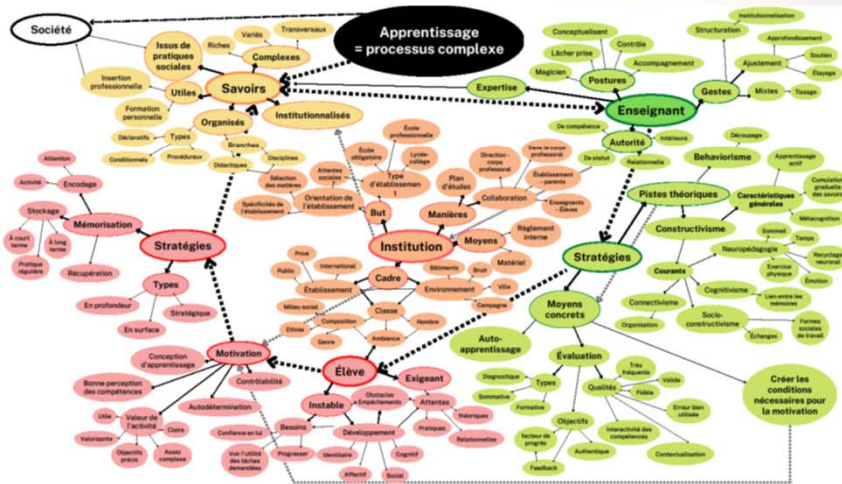 Société
Apprentissage
= processus complexe
Issus de
pratiques
sociales
Riches
Variés
Transversaux
Complexes
Insertion
professionnelle
Utiles
Savoirs
Formation
personnelle
Organisés
Institutionnalisés
Déclaratifs
Types
Conditionnels
Procéduraux
Branches
Disciplines
Didactiques
Sélection
des matières
Expertise
Conceptualisant
Lâcher prise
Contrôle
Magicien
Accompagnement
Postures
Enseignant
Institutionnalisation
Structuration
Approfondissement
Ajustement
Soutien
Étayage
Gestes
Mixtes
Tissage
De compétence
Autorité
Intérieure
De statut
Relationnelle
Découpage
Behaviorisme
Pistes théoriques
Apprentissage
actif
Caractéristiques
générales
Cumulation
graduelle
des savoirs
Métacognition
Constructivisme
Sommeil
Temps
Neuropédagogie
Recyclage
neuronal
Exercice
physique
Émotion
Courants
Cognitivisme
Lien entre les
mémoires
Connectivisme
Organisation
Socio-
constructivisme
Échanges
Formes
sociales
de travail
Stratégies
Moyens
concrets
Auto-
apprentissage
Évaluation
Diagnostique
Types
Sommative
Formative
Qualités
Très
fréquente
Valide
Fidèle
Erreur bien
utilisée
Interactivité des
compétences
Contextualisation
Objectifs
facteur de
progrès
Feedback
Authentique
Créer les
conditions
nécessaires pour
la motivation
École
professionnelle
École
obligatoire
Lycée-
collège
Attentes
sociales
Type
d'établissemen
t
Spécificités de
l'établissement
Orientation de
l'établissement
But
Plan
d'études
Manières
Direction -
corps
professoral
Dans le corps
professoral
Collaboration
Établissement -
parents
Enseignants
- Élèves
Institution
Moyens
Règlement
interne
Matériel
Cadre
Privé
Public
International
Établissement
Bâtiments
Bruit
Environnement
Ville
Campagne
Milieu social
Composition
Classe
Ethnie
Genre
Ambiance
Nombre
Attention
Activité
Encodage
Stockage
Mémorisation
À court
terme
À long
terme
Pratique
régulière
Récupération
Stratégies
Types
En profondeur
En surface
Stratégique
Motivation
Conception
d'apprentissage
Contrôlabilité
Bonne perception
des compétences
Autodétermination
Valeur de
l'activité
Utile
Valorisante
Claire
Objectifs
précis
Assez
complexe
Élève
Instable
Exigeant
Obstacles
Empêchements
Attentes
théoriques
Pratiques
Relationnelles
Besoins
Confiance en lui
Voir l'utilité
des tâches
demandées
Progresser
Développement
Identitaire
Affectif
Social
Cognitif